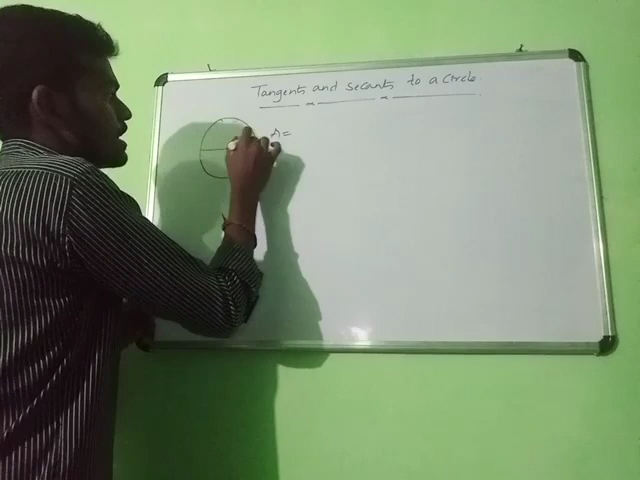 Tangents and secants to a Circle.
r=